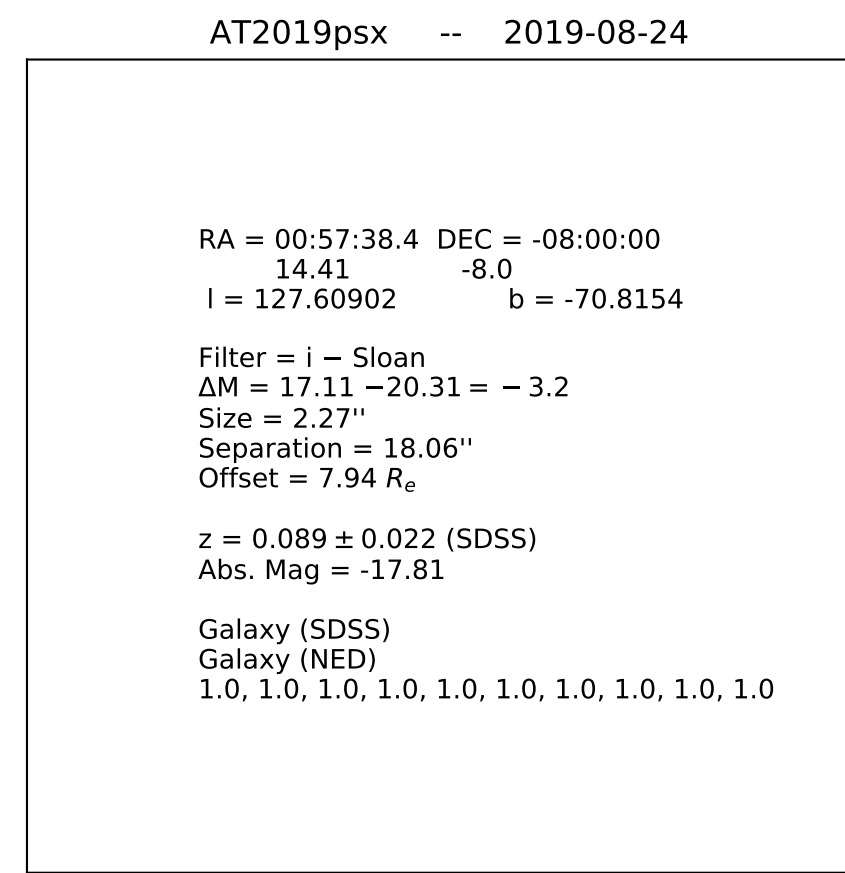 AT2019psx -- 2019-08-24
RA = 00:57:38.4 DEC = -08:00:00
14.41 -8.0
l = 127.60902 b = -70.8154
Filter = i − Sloan
ΔM = 17.11 −20.31 = − 3.2
Size = 2.27''
Separation = 18.06''
Offset = 7.94 Rₑ
z = 0.089 ± 0.022 (SDSS)
Abs. Mag = -17.81
Galaxy (SDSS)
Galaxy (NED)
1.0, 1.0, 1.0, 1.0, 1.0, 1.0, 1.0, 1.0, 1.0, 1.0